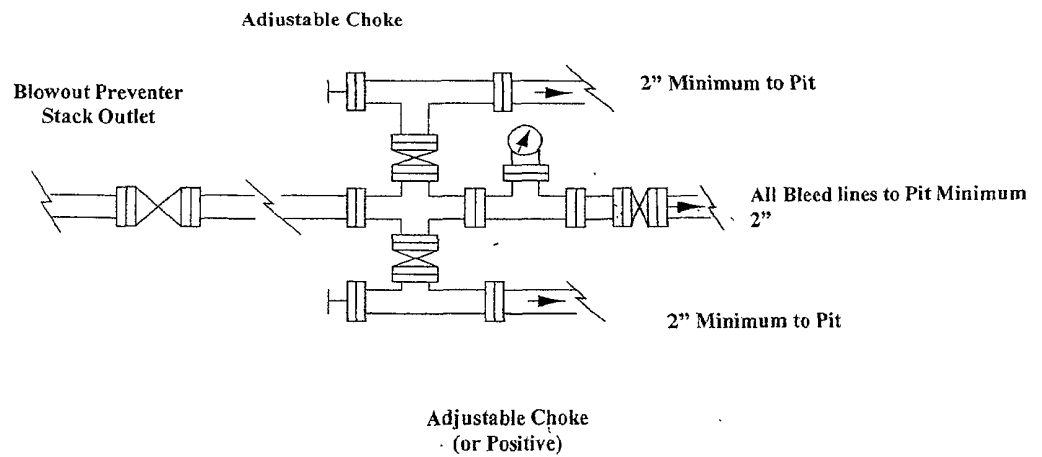 Adjustable Choke
Blowout Preventer
Stack Outlet
2” Minimum to Pit
All Bleed lines to Pit Minimum
2”
2” Minimum to Pit
Adjustable Choke
(or Positive)